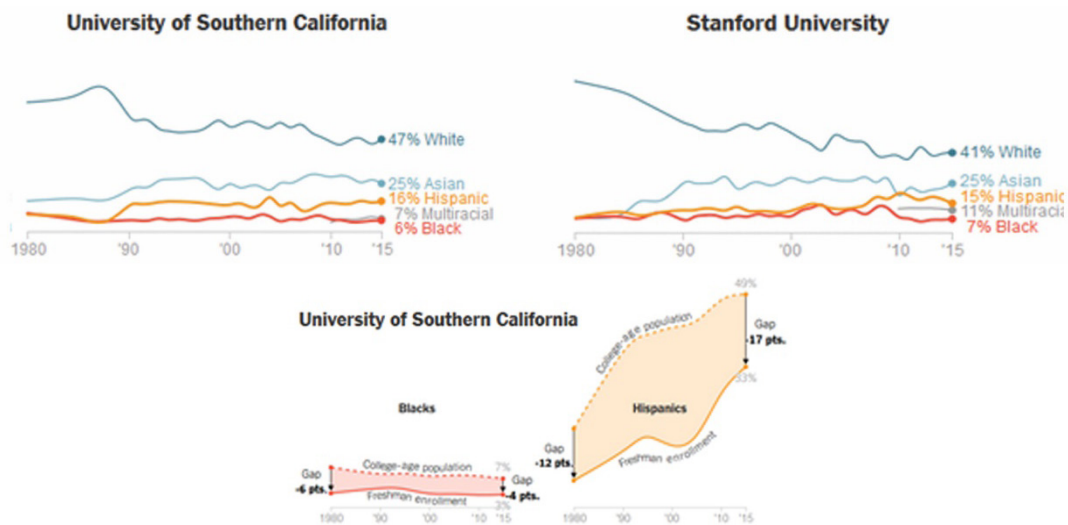 University of Southern California
47% White
25% Asian
16% Hispanic
7% Multiracial
6% Black
1980 '90 '00 '10 '15
Stanford University
41% White
25% Asian
15% Hispanic
11% Multiracial
7% Black
1980 '90 '00 '10 '15
University of Southern California
Blacks
College-age population
7%
Gap
-6 pts.
Gap
-4 pts.
Freshman enrollment
3%
1980 '90 '00 '10 '15
Hispanics
49%
College-age population
Gap
-17 pts.
33%
Gap
-12 pts.
Freshman enrollment
1980 '90 '00 '10 '15